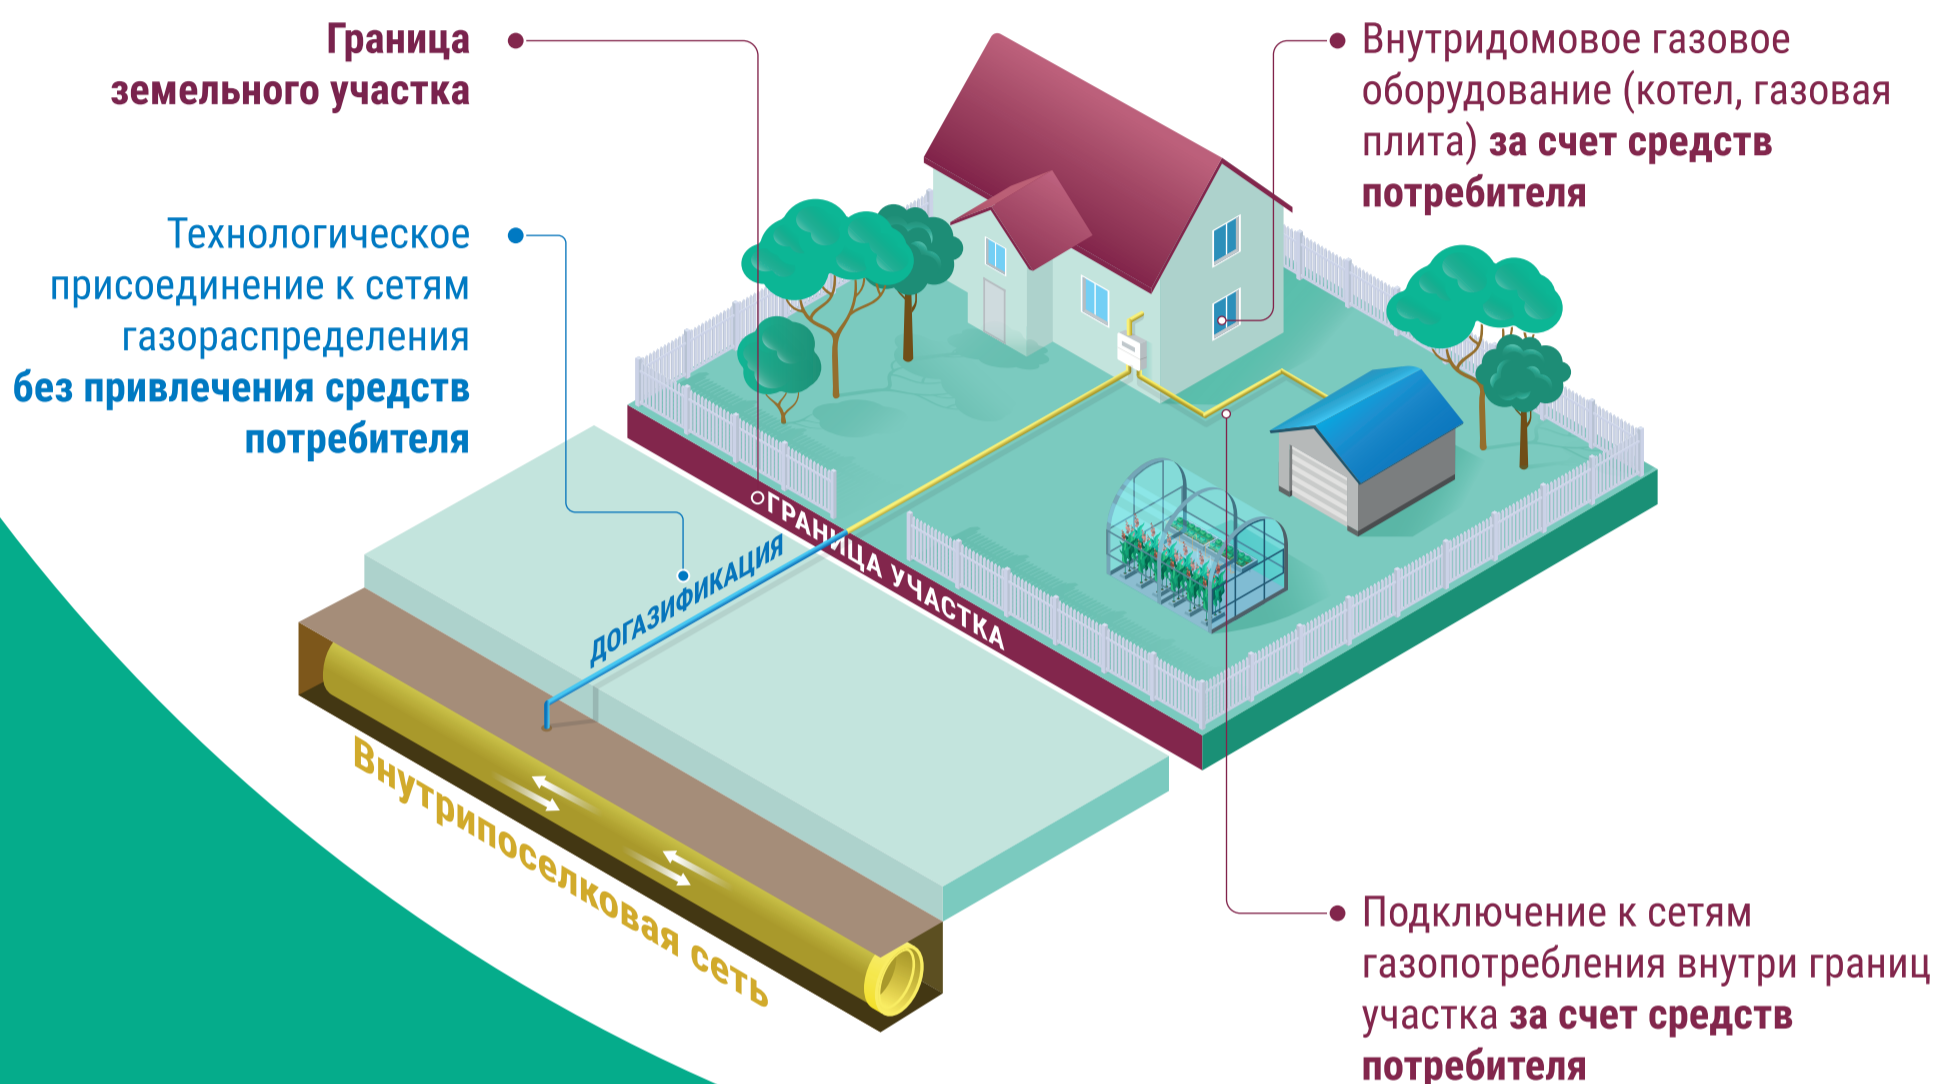 Граница
земельного участка
Технологическое
присоединение к сетям
газораспределения
без привлечения средств
потребителя
Внутридомовое газовое
оборудование (котел, газовая
плита) за счет средств
потребителя
ГРАНИЦА УЧАСТКА
ДОГАЗИФИКАЦИЯ
Внутрипоселковая сеть
Подключение к сетям
газопотребления внутри границ
участка за счет средств
потребителя